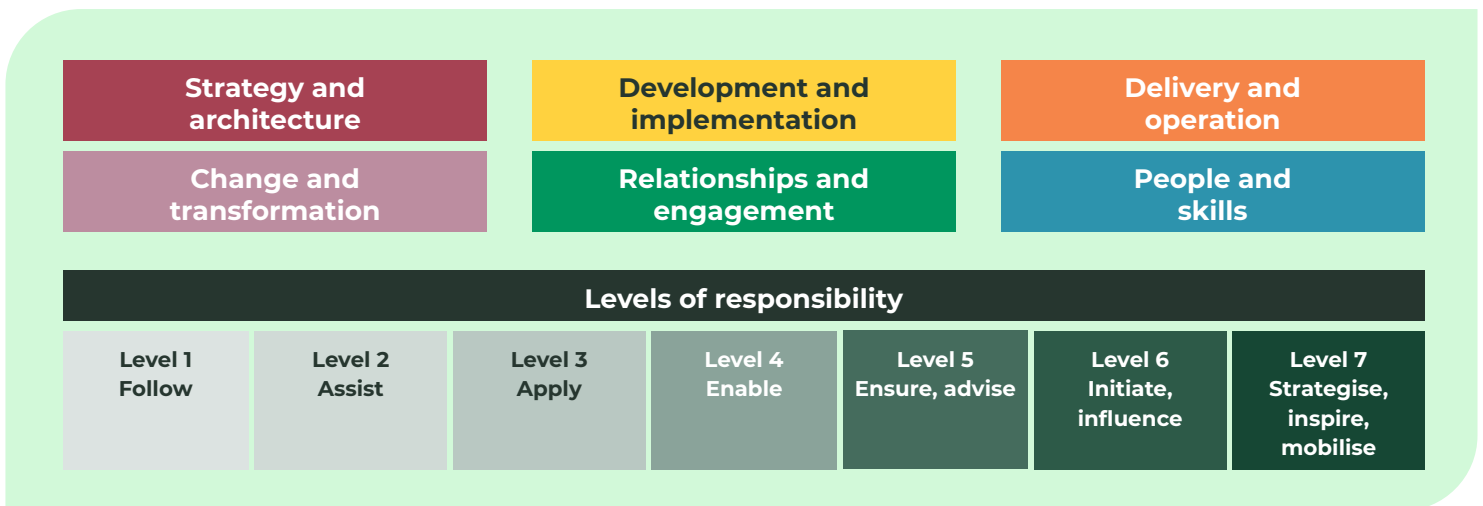 Strategy and
architecture
Development and
implementation
Delivery and
operation
Change and
transformation
Relationships and
engagement
People and
skills
Levels of responsibility
Level 1
Follow
Level 2
Assist
Level 3
Apply
Level 4
Enable
Level 5
Ensure, advise
Level 6
Initiate,
influence
Level 7
Strategise,
inspire,
mobilise